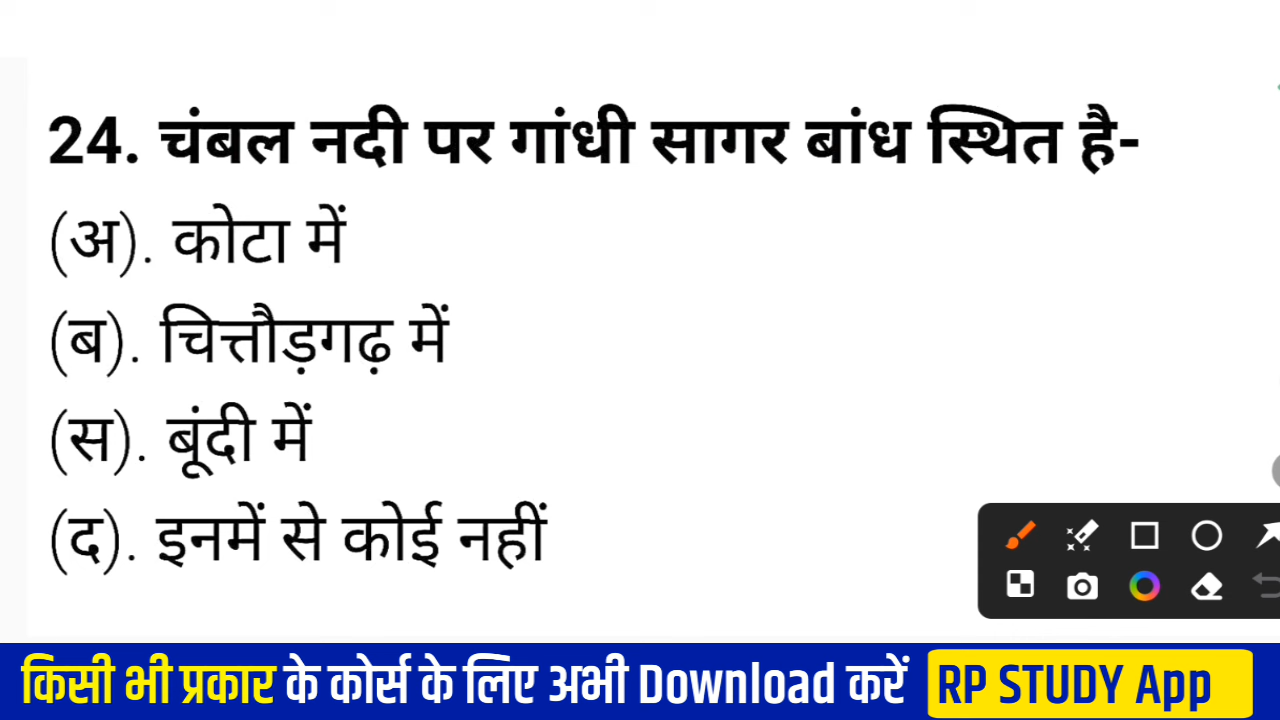 24. चंबल नदी पर गांधी सागर बांध स्थित है-
(अ). कोटा में
(ब). चित्तौड़गढ़ में
(स). बूंदी में
(द). इनमें से कोई नहीं
किसी भी प्रकार के कोर्स के लिए अभी Download करें RP STUDY App